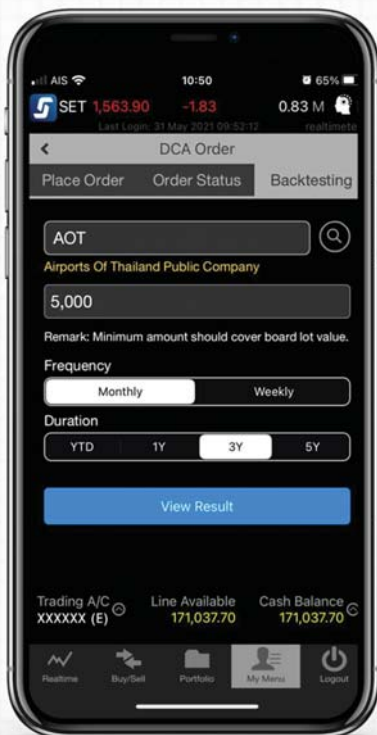 AIS 10:50 65%
SET 1,563.90 -1.83 0.83 M
Last Login: 31 May 2021 09:52:12 realtimete
< DCA Order
Place Order Order Status Backtesting
AOT
Airports Of Thailand Public Company
5,000
Remark: Minimum amount should cover board lot value.
Frequency
Monthly Weekly
Duration
YTD 1Y 3Y 5Y
View Result
Trading A/C Line Available Cash Balance
XXXXXX (E) 171,037.70 171,037.70
Realtime Buy/Sell Portfolio My Menu Logout